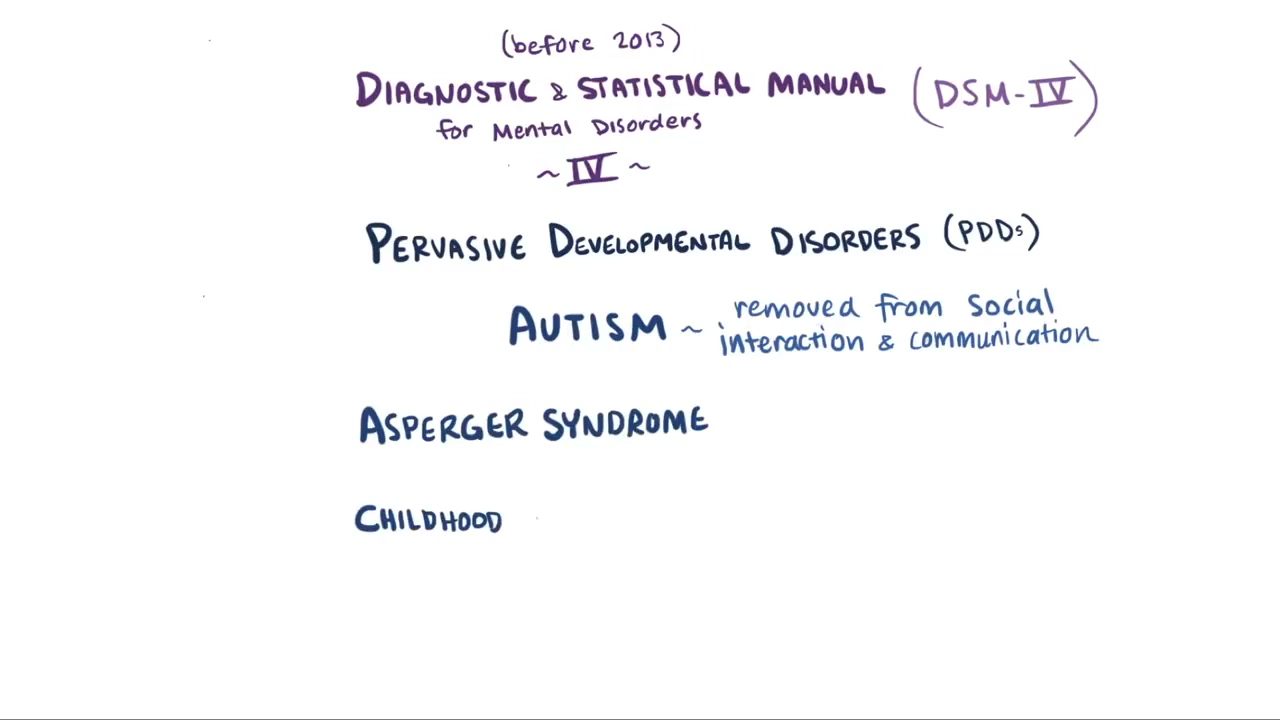 (before 2013)
DIAGNOSTIC & STATISTICAL MANUAL (DSM-IV)
for Mental Disorders
~ IV ~
PERVASIVE DEVELOPMENTAL DISORDERS (PDDs)
AUTISM ~ removed from social
interaction & communication
ASPERGER SYNDROME
CHILDHOOD